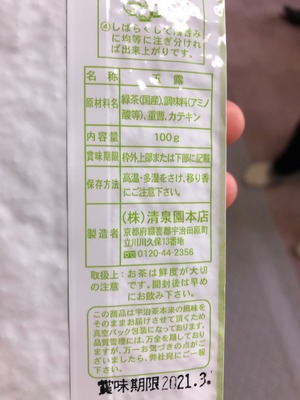 ④しばらくして
に均等に注ぎ分けれ
ば出来上がりです。
名称 玉露
原材料名 緑茶(国産)、調味料(アミノ
酸等)、重曹、カテキン
内容量 100g
賞味期限 枠外上部または下部に記載
保存方法 高温・多湿をさけ、移り香
にご注意下さい。
製造者 (株)清泉園本店
京都府綴喜郡宇治田原町
立川川久保13番地
0120-44-2356
取扱上の注意 : お茶は鮮度が大切
です。開封後は早め
にお飲み下さい。
この商品は宇治茶本来の風味を
そのままお届けさせて頂くため
真空パック包装になっております。
品質管理には、万全を期しており
ますが、万一お気づきの点がござ
いましたら、弊社宛にご一報
下さい。
賞味期限2021.3.